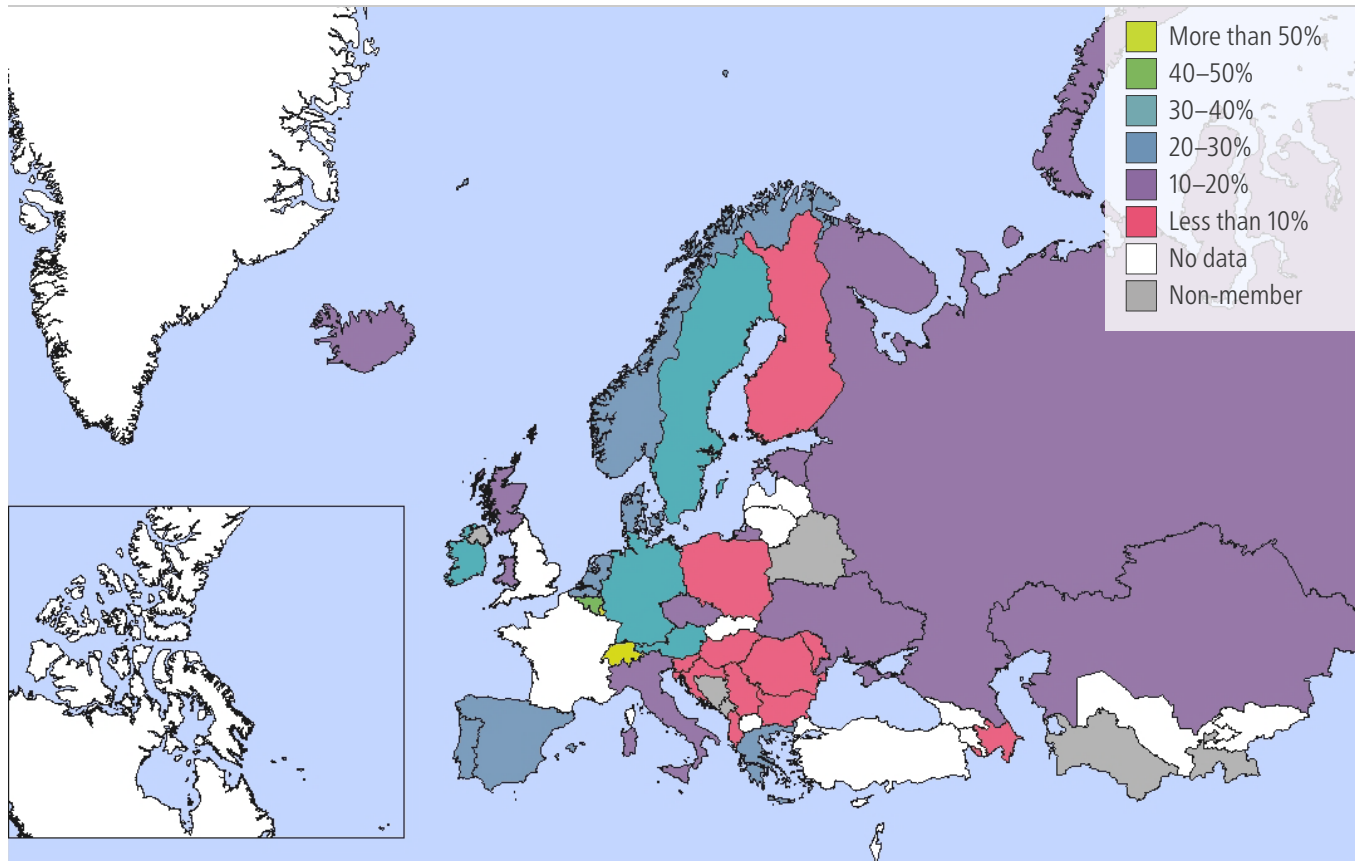 More than 50%
40–50%
30–40%
20–30%
10–20%
Less than 10%
No data
Non-member